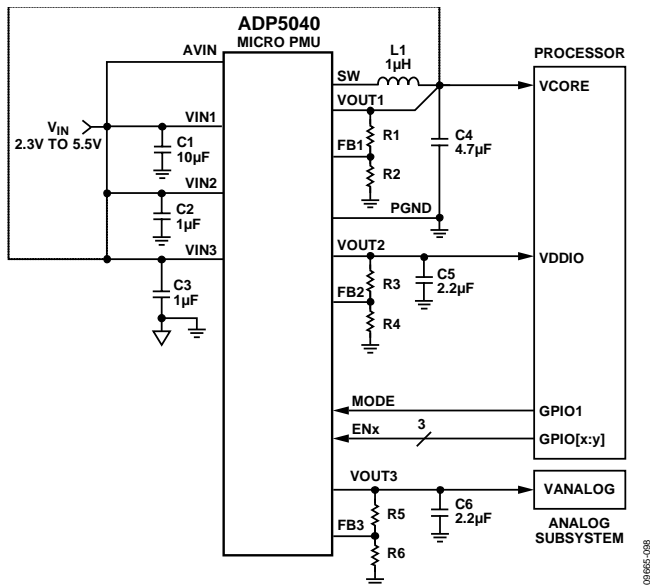 ADP5040
MICRO PMU
AVIN
SW
L1
1µH
PROCESSOR
VOUT1
VCORE
VIN1
VIN
2.3V TO 5.5V
C1
10µF
R1
C4
4.7µF
FB1
R2
VIN2
C2
1µF
PGND
VIN3
VOUT2
VDDIO
C3
1µF
R3
C5
2.2µF
FB2
R4
MODE
GPIO1
ENx
3
GPIO[x:y]
VOUT3
VANALOG
R5
C6
2.2µF
FB3
ANALOG
SUBSYSTEM
R6
09665-098